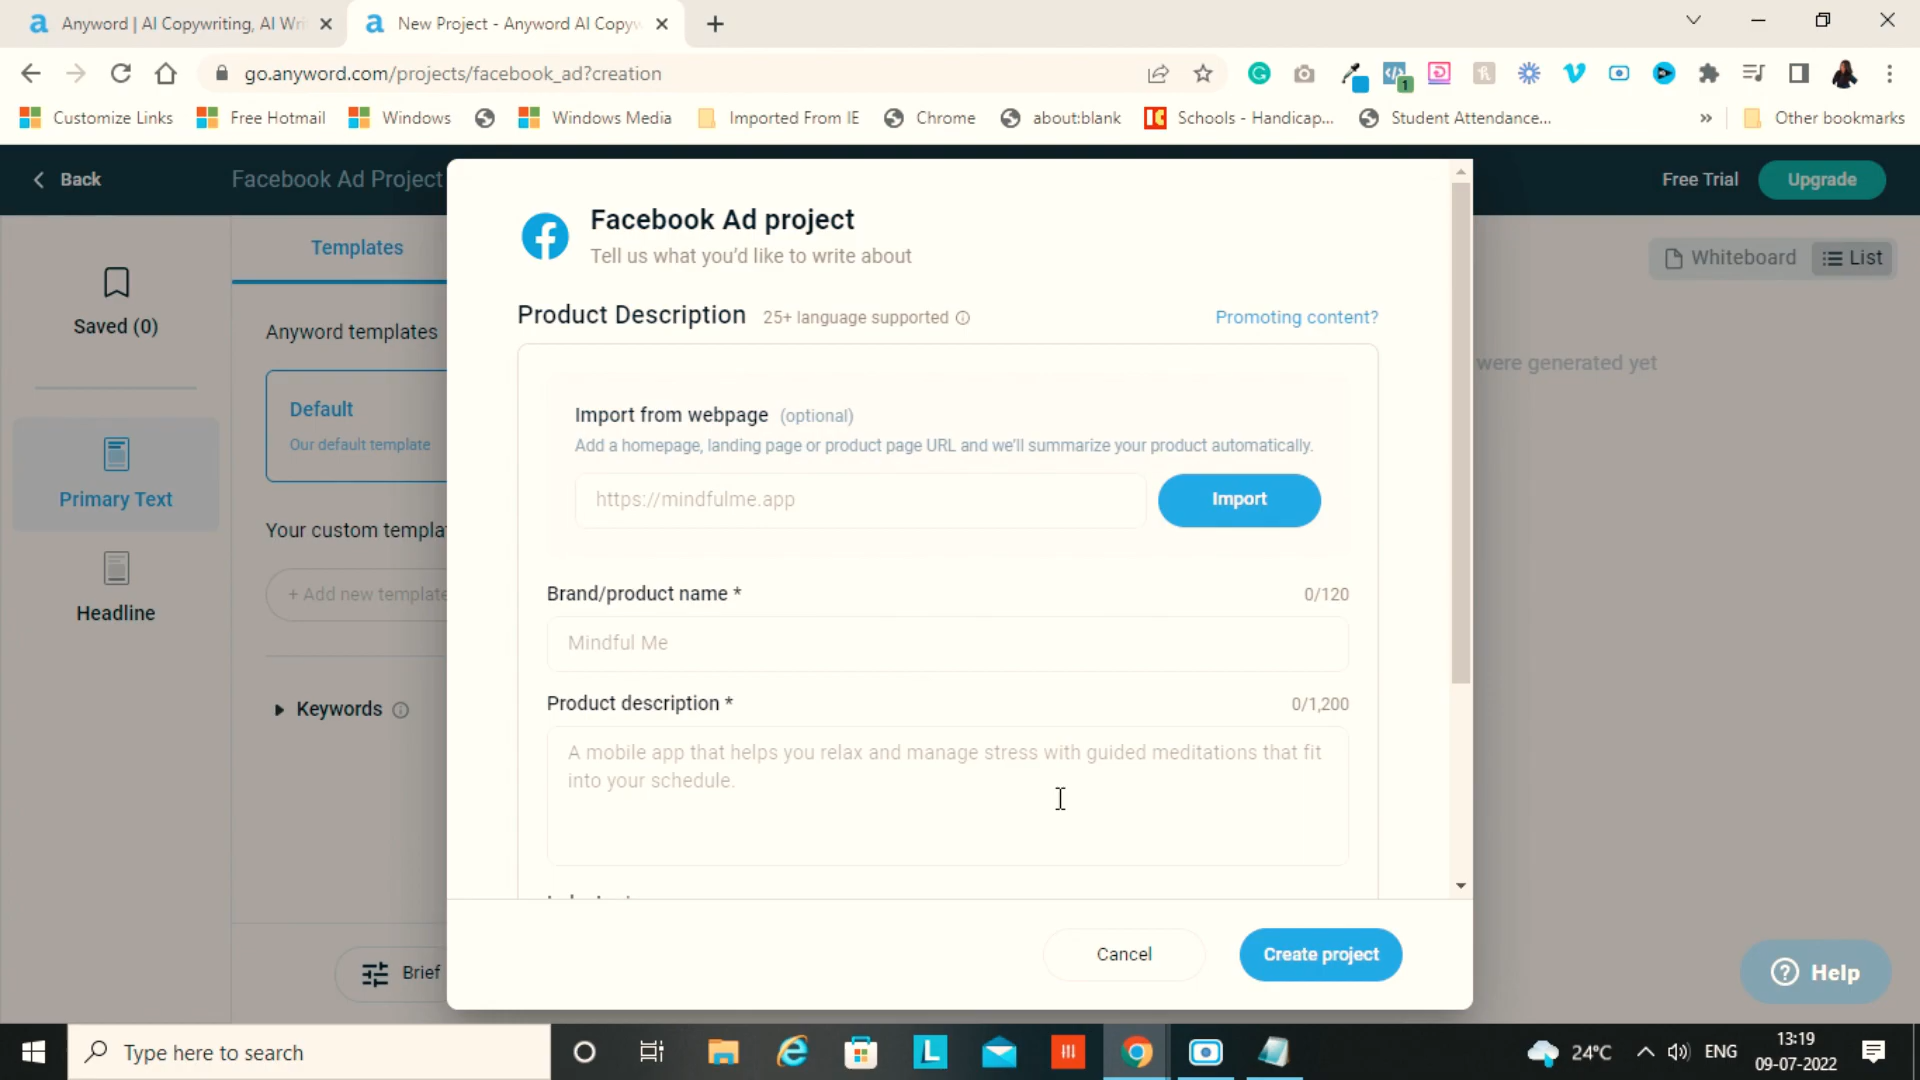 Anyword | AI Copywriting, AI Wri
New Project - Anyword AI Copyw
go.anyword.com/projects/facebook_ad?creation
1
Customize Links
Free Hotmail
Windows
Windows Media
Imported From IE
Chrome
about:blank
Schools - Handicap...
Student Attendance...
»
Other bookmarks
Back
Facebook Ad Project
Free Trial
Upgrade
Saved (0)
Primary Text
Headline
Templates
Anyword templates
Default
Our default template
Your custom templa
+ Add new template
Keywords
Brief
Facebook Ad project
Tell us what you'd like to write about
Product Description 25+ language supported
Promoting content?
Import from webpage (optional)
Add a homepage, landing page or product page URL and we'll summarize your product automatically.
https://mindfulme.app
Import
Brand/product name *
0/120
Mindful Me
Product description *
0/1,200
A mobile app that helps you relax and manage stress with guided meditations that fit
into your schedule.
Cancel
Create project
Whiteboard
List
were generated yet
Help
Type here to search
24°C
ENG
13:19
09-07-2022